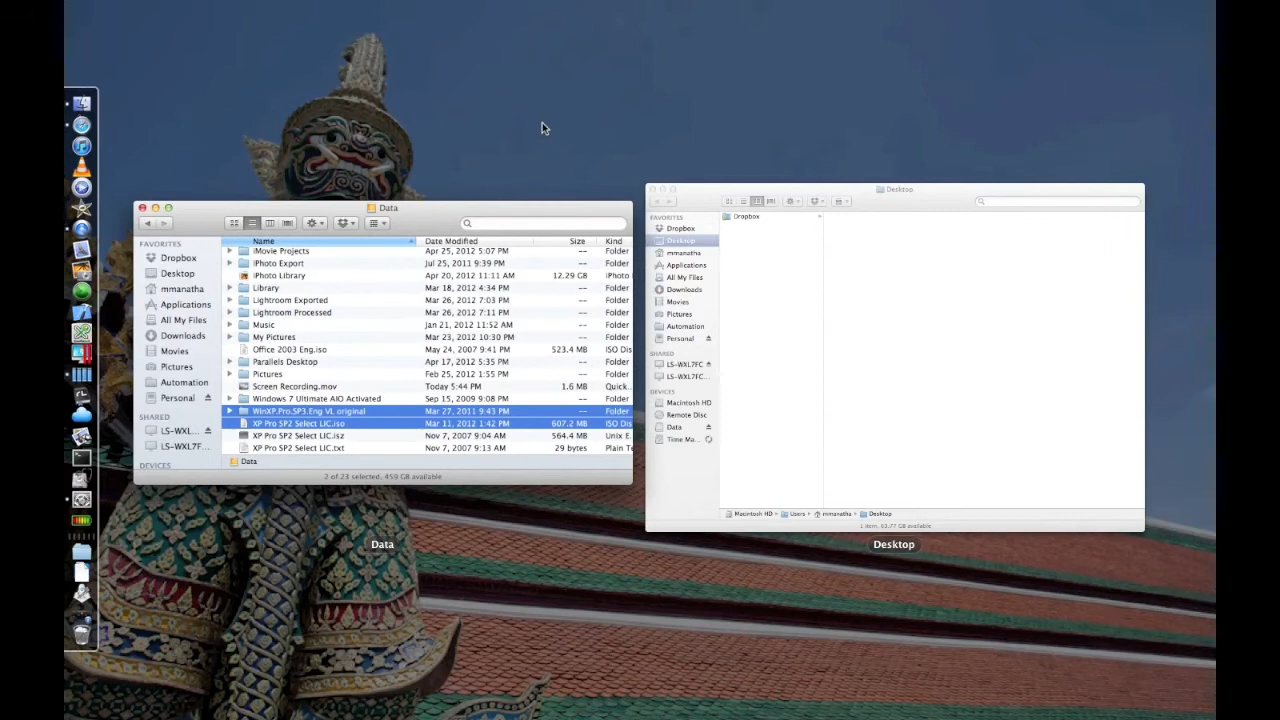 Data
Name
Date Modified
Size
Kind
FAVORITES
Dropbox
Desktop
mmanatha
Applications
All My Files
Downloads
Movies
Pictures
Automation
Personal
SHARED
LS-WXL...
LS-WXL7F...
DEVICES
iMovie Projects Apr 25, 2012 5:07 PM -- Folder
iPhoto Export Jul 25, 2011 9:39 PM -- Folder
iPhoto Library Apr 20, 2012 11:11 AM 12.29 GB iPhoto
Library Mar 18, 2012 4:34 PM -- Folder
Lightroom Exported Mar 26, 2012 7:03 PM -- Folder
Lightroom Processed Mar 26, 2012 7:11 PM -- Folder
Music Jan 21, 2012 11:52 AM -- Folder
My Pictures Mar 23, 2012 10:30 PM -- Folder
Office 2003 Eng.iso May 24, 2007 9:41 PM 523.4 MB ISO Dis
Parallels Desktop Apr 17, 2012 5:35 PM -- Folder
Pictures Feb 25, 2012 1:55 PM -- Folder
Screen Recording.mov Today 5:44 PM 1.6 MB Quick.
Windows 7 Ultimate AIO Activated Sep 15, 2009 9:08 PM -- Folder
WinXP.Pro.SP3.Eng VL original Mar 27, 2011 9:43 PM -- Folder
XP Pro SP2 Select LIC.iso Mar 11, 2012 1:42 PM 607.2 MB ISO Dis
XP Pro SP2 Select LIC.isz Nov 7, 2007 9:04 AM 564.4 MB Unix E.
XP Pro SP2 Select LIC.txt Nov 7, 2007 9:13 AM 29 bytes Plain Te
Data
2 of 23 selected, 459 GB available
Data
Desktop
FAVORITES
Dropbox
Desktop
mmanatha
Applications
All My Files
Downloads
Movies
Pictures
Automation
Personal
SHARED
LS-WXL7FC
LS-WXL7FC...
DEVICES
Macintosh HD
Remote Disc
Data
Time Ma...
Dropbox
Macintosh HD Users mmanatha Desktop
1 item, 63.77 GB available
Desktop